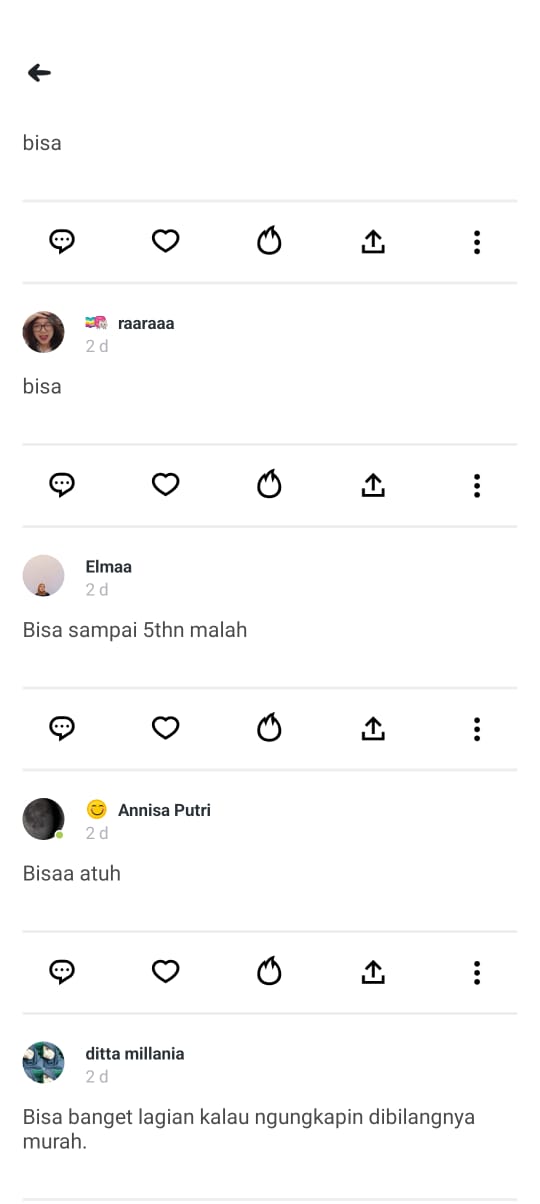 bisa
raaraaa
2 d
bisa
Elmaa
2 d
Bisa sampai 5thn malah
Annisa Putri
2 d
Bisaa atuh
ditta millania
2 d
Bisa banget lagian kalau ngungkapin dibilangnya
murah.